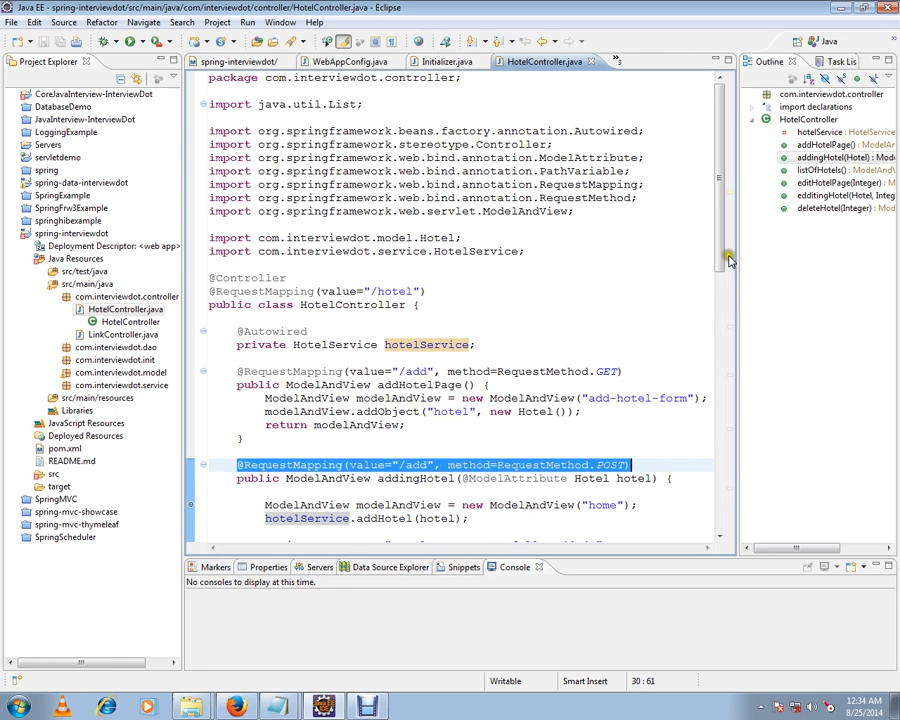 Java EE - spring-interviewdot/src/main/java/com/interviewdot/controller/HotelController.java - Eclipse
File Edit Source Refactor Navigate Search Project Run Window Help
Java
Project Explorer
spring-interviewdot/ WebAppConfig.java Initializer.java HotelController.java
Outline Task Lis
CoreJavaInterview-InterviewDot
DatabaseDemo
JavaInterview-InterviewDot
LoggingExample
Servers
servletdemo
spring
spring-data-interviewdot
SpringExample
SpringFrw3Example
springhibexample
spring-interviewdot
Deployment Descriptor: <web app>
Java Resources
src/test/java
src/main/java
com.interviewdot.controller
HotelController.java
HotelController
LinkController.java
com.interviewdot.dao
com.interviewdot.init
com.interviewdot.model
com.interviewdot.service
src/main/resources
Libraries
JavaScript Resources
Deployed Resources
pom.xml
README.md
src
target
SpringMVC
spring-mvc-showcase
spring-mvc-thymeleaf
SpringScheduler
package com.interviewdot.controller;
import java.util.List;
import org.springframework.beans.factory.annotation.Autowired;
import org.springframework.stereotype.Controller;
import org.springframework.web.bind.annotation.ModelAttribute;
import org.springframework.web.bind.annotation.PathVariable;
import org.springframework.web.bind.annotation.RequestMapping;
import org.springframework.web.bind.annotation.RequestMethod;
import org.springframework.web.servlet.ModelAndView;
import com.interviewdot.model.Hotel;
import com.interviewdot.service.HotelService;
@Controller
@RequestMapping(value="/hotel")
public class HotelController {
@Autowired
private HotelService hotelService;
@RequestMapping(value="/add", method=RequestMethod.GET)
public ModelAndView addHotelPage() {
ModelAndView modelAndView = new ModelAndView("add-hotel-form");
modelAndView.addObject("hotel", new Hotel());
return modelAndView;
}
@RequestMapping(value="/add", method=RequestMethod.POST)
public ModelAndView addingHotel(@ModelAttribute Hotel hotel) {
ModelAndView modelAndView = new ModelAndView("home");
hotelService.addHotel(hotel);
com.interviewdot.controller
import declarations
HotelController
hotelService : HotelService
addHotelPage() : ModelAn
addingHotel(Hotel) : Mode
listOfHotels() : ModelAnd\
editHotelPage(Integer) : M
edditingHotel(Hotel, Integ
deleteHotel(Integer) : Mod
Markers Properties Servers Data Source Explorer Snippets Console
No consoles to display at this time.
Writable Smart Insert 30 : 61
12:34 AM
8/25/2014